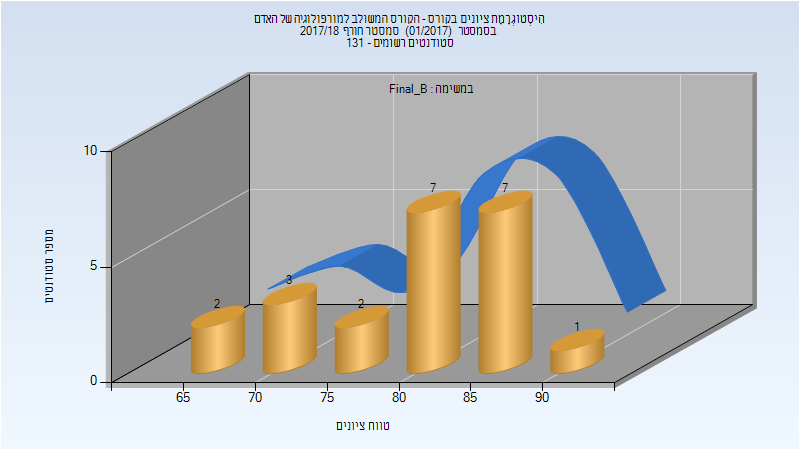 היסטוגרמת ציונים בקורס - הקורס המשולב למורפולוגיה של האדם
בסמסטר (01/2017) סמסטר חורף 2017/18
סטודנטים רשומים - 131
במשימה : Final_B
10
5
0
מספר סטודנטים
2
3
2
7
7
1
65
70
75
80
85
90
טווח ציונים